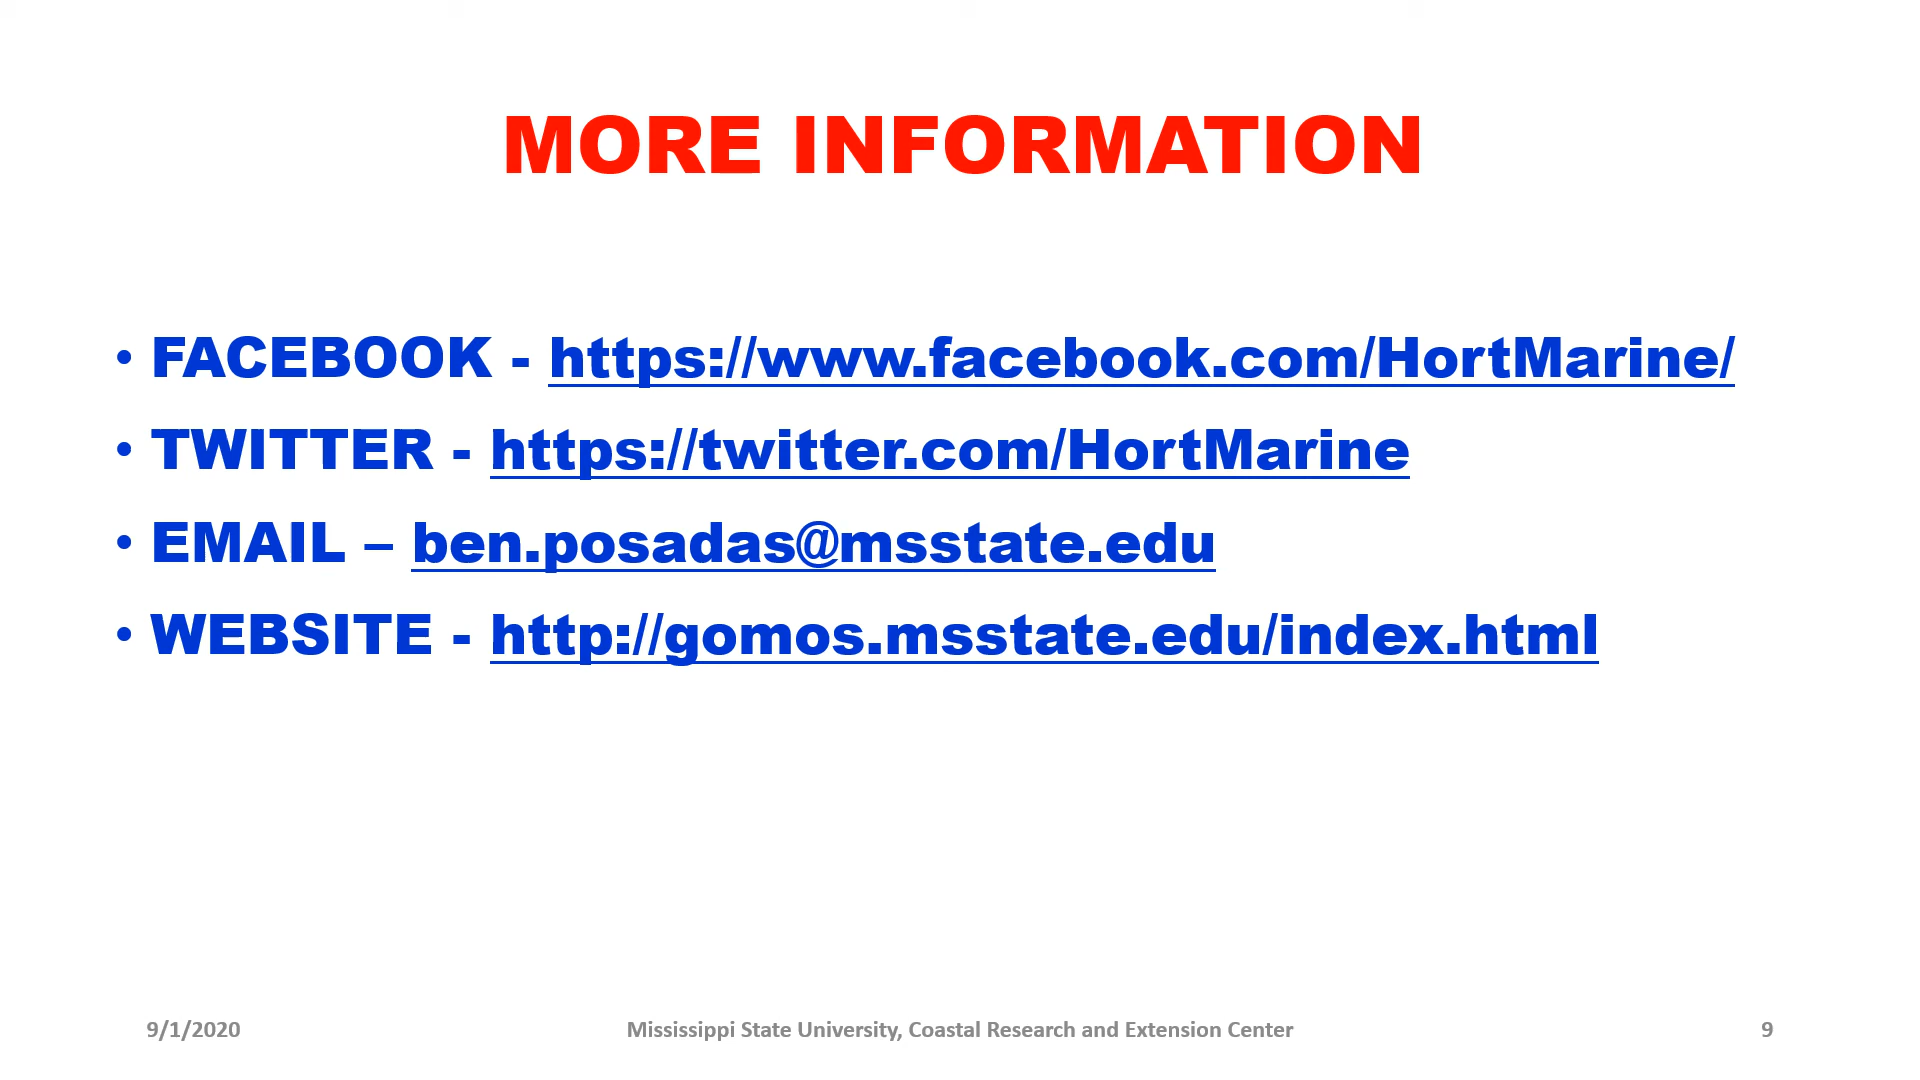 MORE INFORMATION
• FACEBOOK - https://www.facebook.com/HortMarine/
• TWITTER - https://twitter.com/HortMarine
• EMAIL – ben.posadas@msstate.edu
• WEBSITE - http://gomos.msstate.edu/index.html
9/1/2020 Mississippi State University, Coastal Research and Extension Center 9